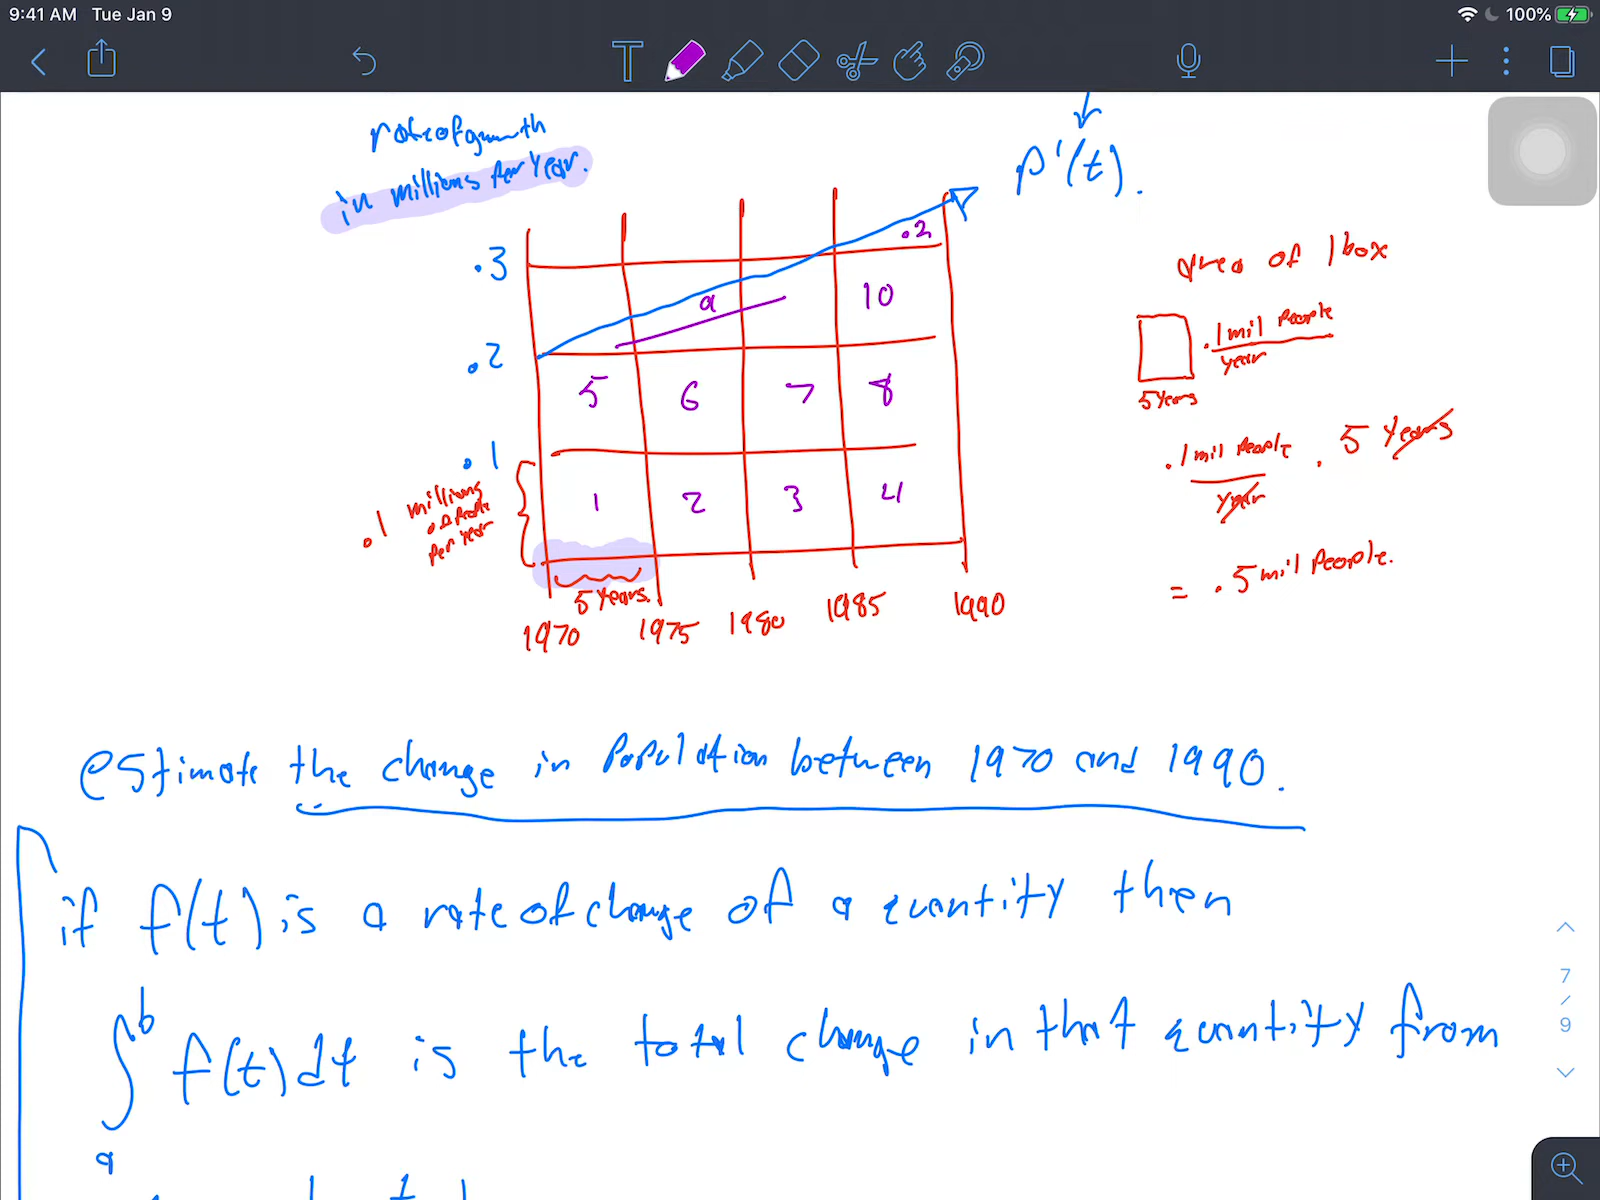 9:41 AM Tue Jan 9
100%
T
rate of growth
in millions per year.
p'(t).
.3
.2
.1
.2
9
10
5 6 7 8
1 2 3 4
.1 millions
of people
per year
5 years.
1970 1975 1980 1985 1990
area of 1 box
.1 mil people
year
5 years
.1 mil people . 5 years
year
= .5 mil people.
estimate the change in population between 1970 and 1990.
if f(t) is a rate of change of a quantity then
∫ b
f(t)dt is the total change in that quantity from
a
7
/
9